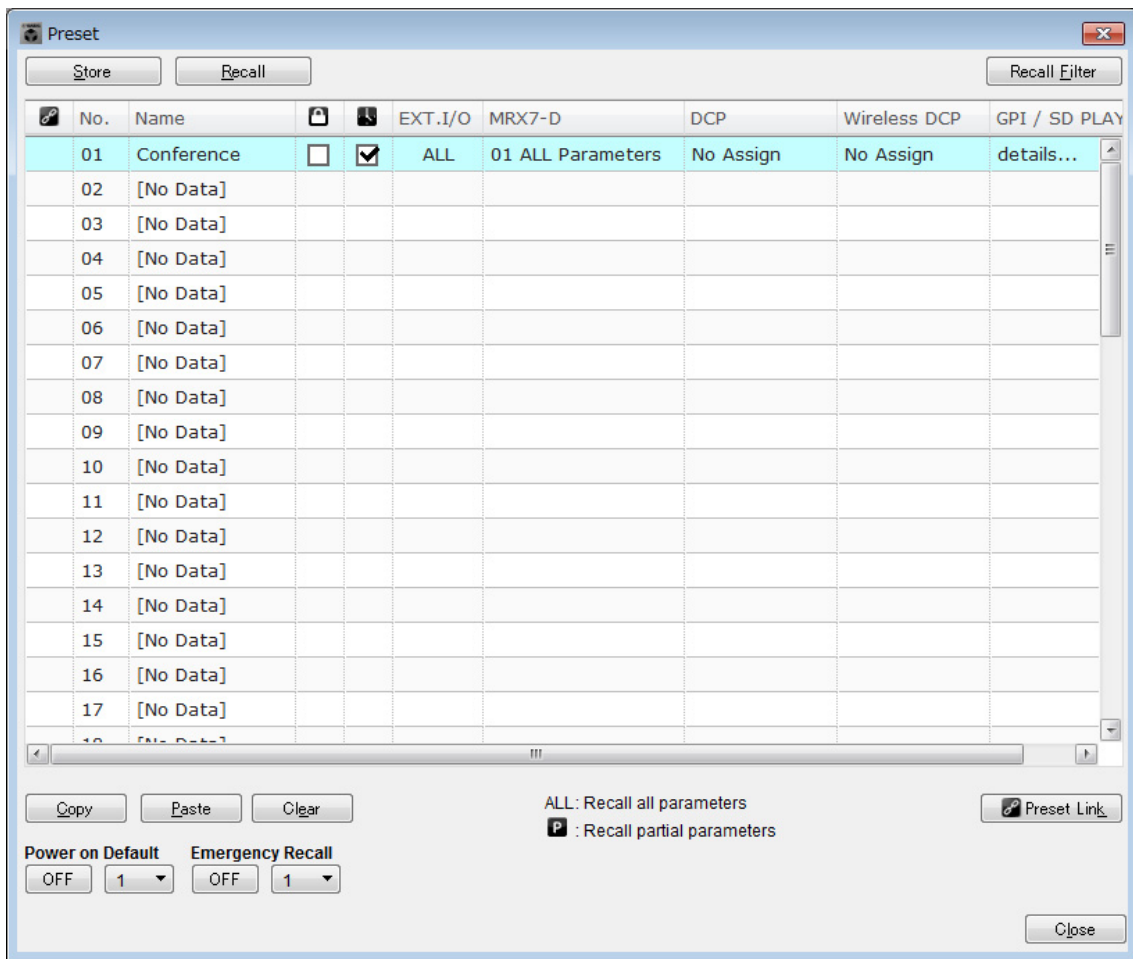 Preset
Store Recall Recall Filter
No. Name EXT.I/O MRX7-D DCP Wireless DCP GPI / SD PLAY
01 Conference ALL 01 ALL Parameters No Assign No Assign details...
02 [No Data]
03 [No Data]
04 [No Data]
05 [No Data]
06 [No Data]
07 [No Data]
08 [No Data]
09 [No Data]
10 [No Data]
11 [No Data]
12 [No Data]
13 [No Data]
14 [No Data]
15 [No Data]
16 [No Data]
17 [No Data]
Copy Paste Clear ALL: Recall all parameters Preset Link
P : Recall partial parameters
Power on Default Emergency Recall
OFF 1 OFF 1
Close